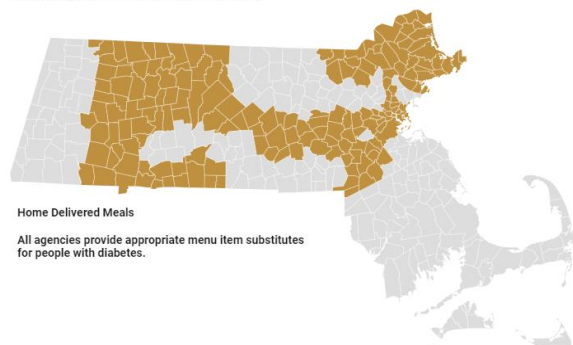 Home Delivered Meals
All agencies provide appropriate menu item substitutes
for people with diabetes.